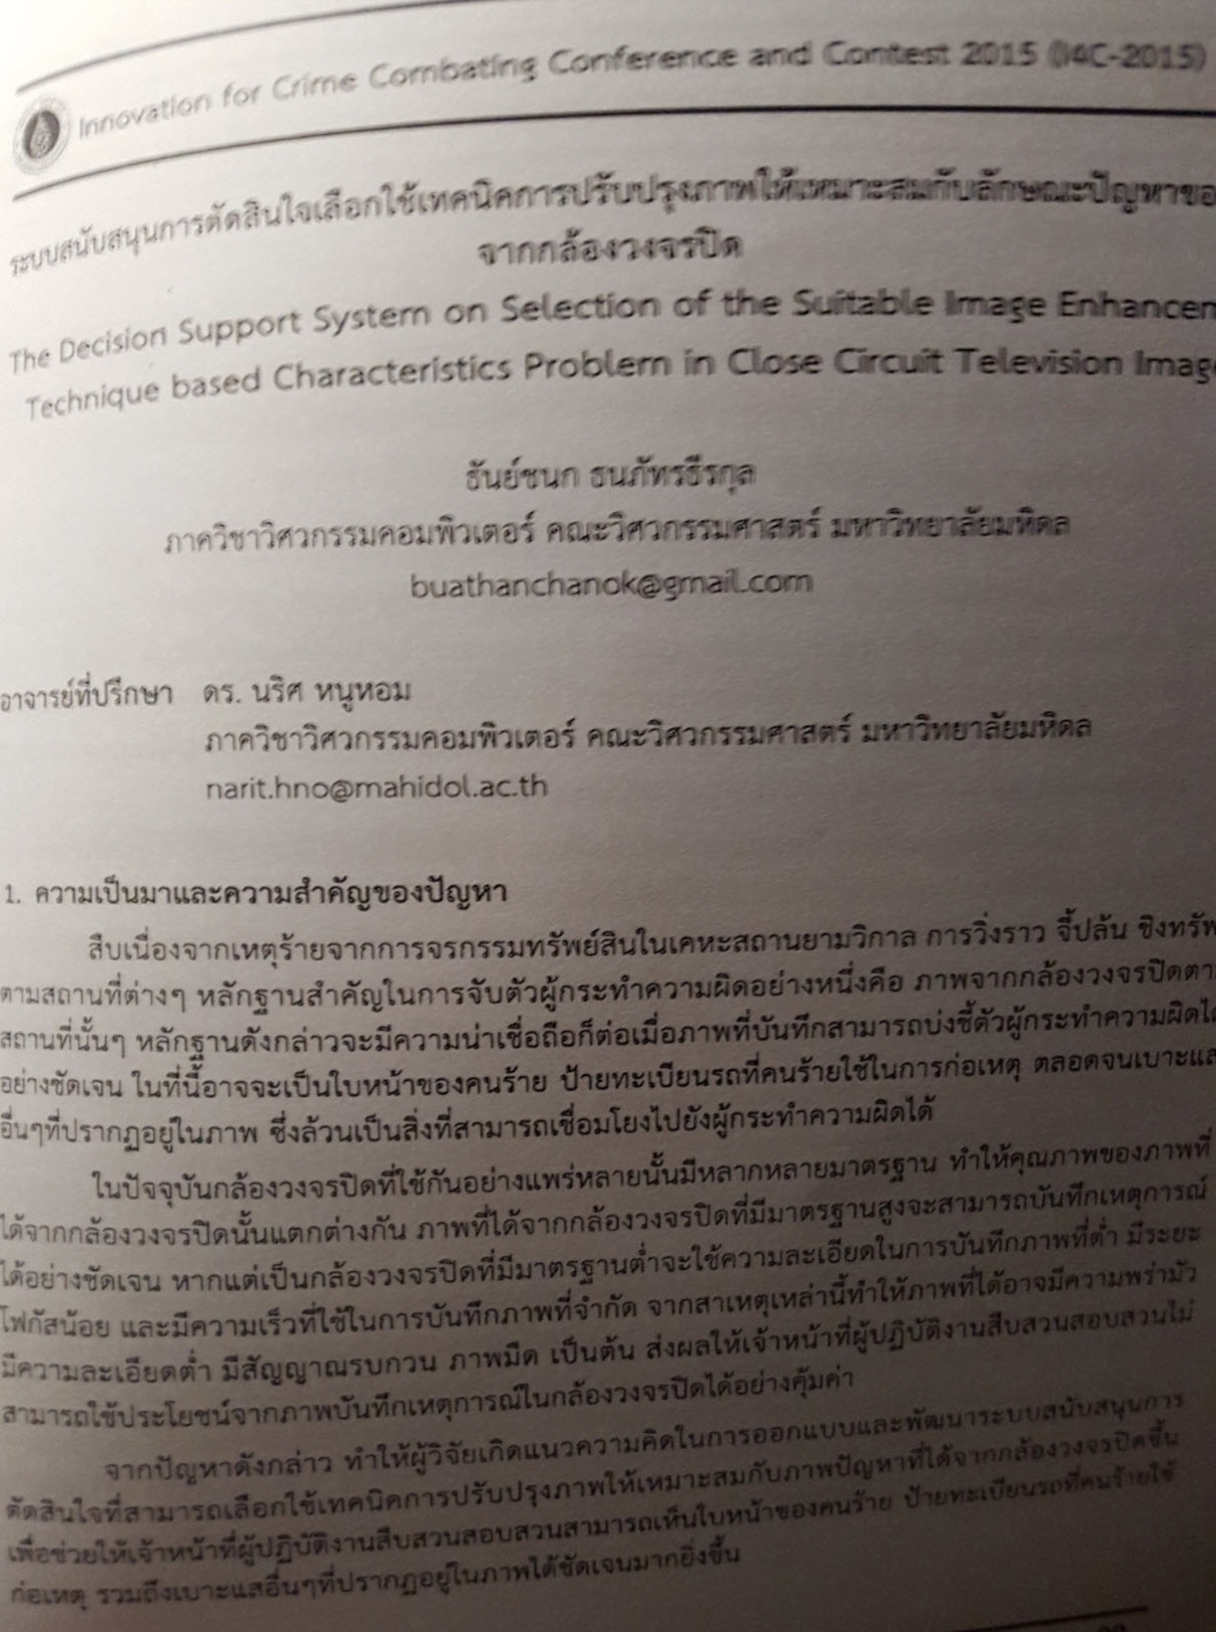 Innovation for Crime Combating Conference and Contest 2015 (I4C-2015)
ระบบสนับสนุนการตัดสินใจเลือกใช้เทคนิคการปรับปรุงภาพให้เหมาะสมกับลักษณะปัญหาขอ
จากกล้องวงจรปิด
The Decision Support System on Selection of the Suitable Image Enhancem
Technique based Characteristics Problem in Close Circuit Television Image
ธันย์ชนก ธนภัทรธีรกุล
ภาควิชาวิศวกรรมคอมพิวเตอร์ คณะวิศวกรรมศาสตร์ มหาวิทยาลัยมหิดล
buathanchanok@gmail.com
อาจารย์ที่ปรึกษา ดร. นริศ หนูหอม
ภาควิชาวิศวกรรมคอมพิวเตอร์ คณะวิศวกรรมศาสตร์ มหาวิทยาลัยมหิดล
narit.hno@mahidol.ac.th
1. ความเป็นมาและความสำคัญของปัญหา
สืบเนื่องจากเหตุร้ายจากการจรกรรมทรัพย์สินในเคหะสถานยามวิกาล การวิ่งราว จี้ปล้น ชิงทรัพ
ตามสถานที่ต่างๆ หลักฐานสำคัญในการจับตัวผู้กระทำความผิดอย่างหนึ่งคือ ภาพจากกล้องวงจรปิดตา
สถานที่นั้นๆ หลักฐานดังกล่าวจะมีความน่าเชื่อถือก็ต่อเมื่อภาพที่บันทึกสามารถบ่งชี้ตัวผู้กระทำความผิดได้
อย่างชัดเจน ในที่นี้อาจจะเป็นใบหน้าของคนร้าย ป้ายทะเบียนรถที่คนร้ายใช้ในการก่อเหตุ ตลอดจนเบาะแส
อื่นๆที่ปรากฏอยู่ในภาพ ซึ่งล้วนเป็นสิ่งที่สามารถเชื่อมโยงไปยังผู้กระทำความผิดได้
ในปัจจุบันกล้องวงจรปิดที่ใช้กันอย่างแพร่หลายนั้นมีหลากหลายมาตรฐาน ทำให้คุณภาพของภาพที่
ได้จากกล้องวงจรปิดนั้นแตกต่างกัน ภาพที่ได้จากกล้องวงจรปิดที่มีมาตรฐานสูงจะสามารถบันทึกเหตุการณ์
ได้อย่างชัดเจน หากแต่เป็นกล้องวงจรปิดที่มีมาตรฐานต่ำจะใช้ความละเอียดในการบันทึกภาพที่ต่ำ มีระยะ
โฟกัสน้อย และมีความเร็วที่ใช้ในการบันทึกภาพที่จำกัด จากสาเหตุเหล่านี้ทำให้ภาพที่ได้อาจมีความพร่ามัว
มีความละเอียดต่ำ มีสัญญาณรบกวน ภาพมืด เป็นต้น ส่งผลให้เจ้าหน้าที่ผู้ปฏิบัติงานสืบสวนสอบสวนไม่
สามารถใช้ประโยชน์จากภาพบันทึกเหตุการณ์ในกล้องวงจรปิดได้อย่างคุ้มค่า
จากปัญหาดังกล่าว ทำให้ผู้วิจัยเกิดแนวความคิดในการออกแบบและพัฒนาระบบสนับสนุนการ
ตัดสินใจที่สามารถเลือกใช้เทคนิคการปรับปรุงภาพให้เหมาะสมกับภาพปัญหาที่ได้จากกล้องวงจรปิดขึ้น
เพื่อช่วยให้เจ้าหน้าที่ผู้ปฏิบัติงานสืบสวนสอบสวนสามารถเห็นใบหน้าของคนร้าย ป้ายทะเบียนรถที่คนร้ายใช้
ก่อเหตุ รวมถึงเบาะแสอื่นๆที่ปรากฏอยู่ในภาพได้ชัดเจนมากยิ่งขึ้น